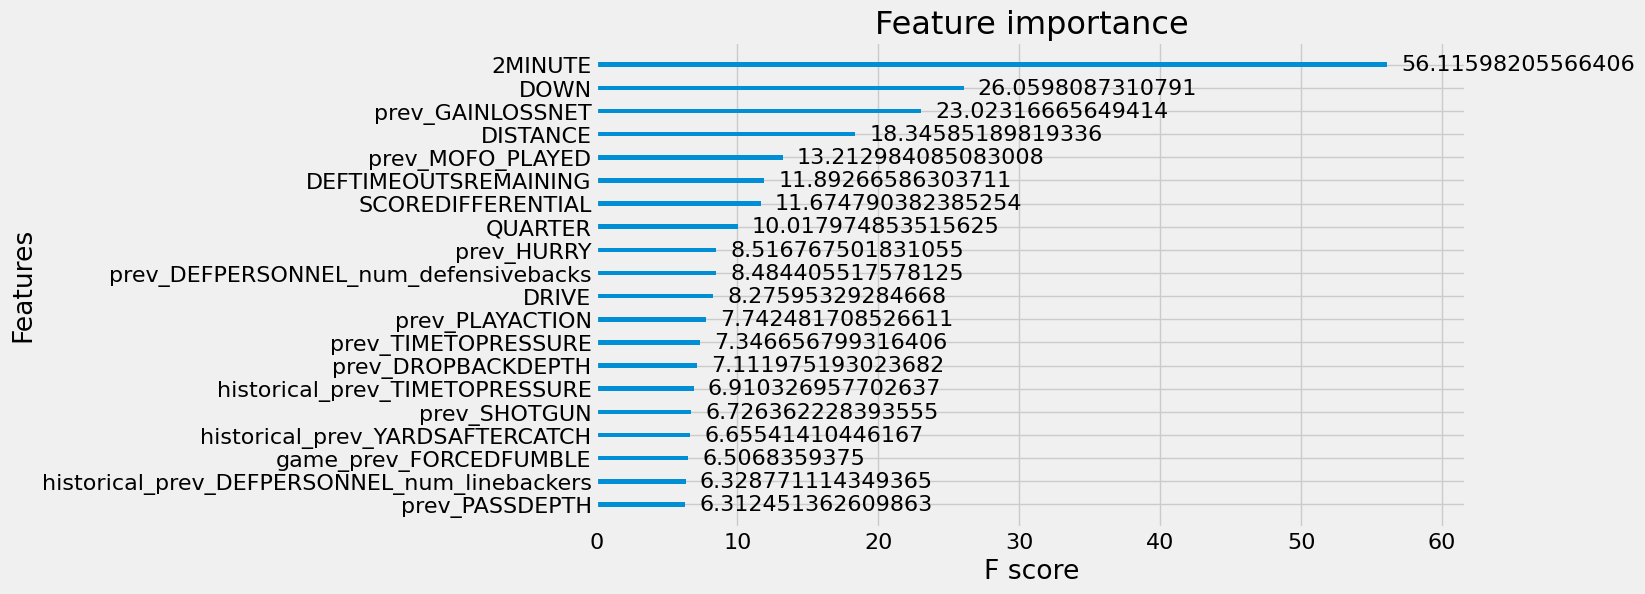 Feature importance
Features
2MINUTE 56.11598205566406
DOWN 26.0598087310791
prev_GAINLOSSNET 23.02316665649414
DISTANCE 18.34585189819336
prev_MOFO_PLAYED 13.212984085083008
DEFTIMEOUTSREMAINING 11.89266586303711
SCOREDIFFERENTIAL 11.674790382385254
QUARTER 10.017974853515625
prev_HURRY 8.516767501831055
prev_DEFPERSONNEL_num_defensivebacks 8.484405517578125
DRIVE 8.27595329284668
prev_PLAYACTION 7.742481708526611
prev_TIMETOPRESSURE 7.346656799316406
prev_DROPBACKDEPTH 7.111975193023682
historical_prev_TIMETOPRESSURE 6.910326957702637
prev_SHOTGUN 6.726362228393555
historical_prev_YARDSAFTERCATCH 6.65541410446167
game_prev_FORCEDFUMBLE 6.5068359375
historical_prev_DEFPERSONNEL_num_linebackers 6.328771114349365
prev_PASSDEPTH 6.312451362609863
0 10 20 30 40 50 60
F score